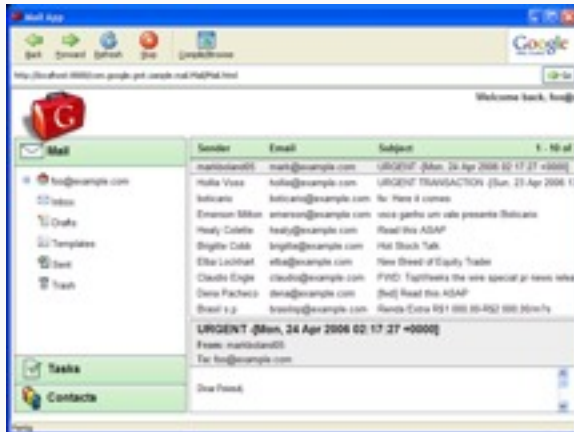 Mail App
Back Forward Refresh Stop Compile/Browse
Google
http://localhost:8888/com.google.gwt.sample.mail.Mail/Mail.html
Go
Welcome back, foo@
G
Mail
Sender Email Subject 1 - 10 of
markboland05 mark@example.com URGENT -[Mon, 24 Apr 2006 02:17:27 +0000]
foo@example.com
Hollie Voss hollie@example.com URGENT TRANSACTION -[Sun, 23 Apr 2006 1
Inbox
boticario boticario@example.com fw: Here it comes
Drafts
Emerson Milton emerson@example.com voce ganho um vale presente Boticario
Templates
Healy Colette healy@example.com Read this ASAP
Sent
Brigitte Cobb brigitte@example.com Hot Stock Talk
Trash
Elba Lockhart elba@example.com New Breed of Equity Trader
Claudio Engle claudio@example.com FWD: TopWeeks the wire special pr news relea
Dena Pacheco dena@example.com [fwd] Read this ASAP
Brasil s.p brasilsp@example.com Renda Extra R$1.000,00-R$2.000,00/m?s
URGENT -[Mon, 24 Apr 2006 02:17:27 +0000]
From: markboland05
To: foo@example.com
Tasks
Dear Friend,
Contacts